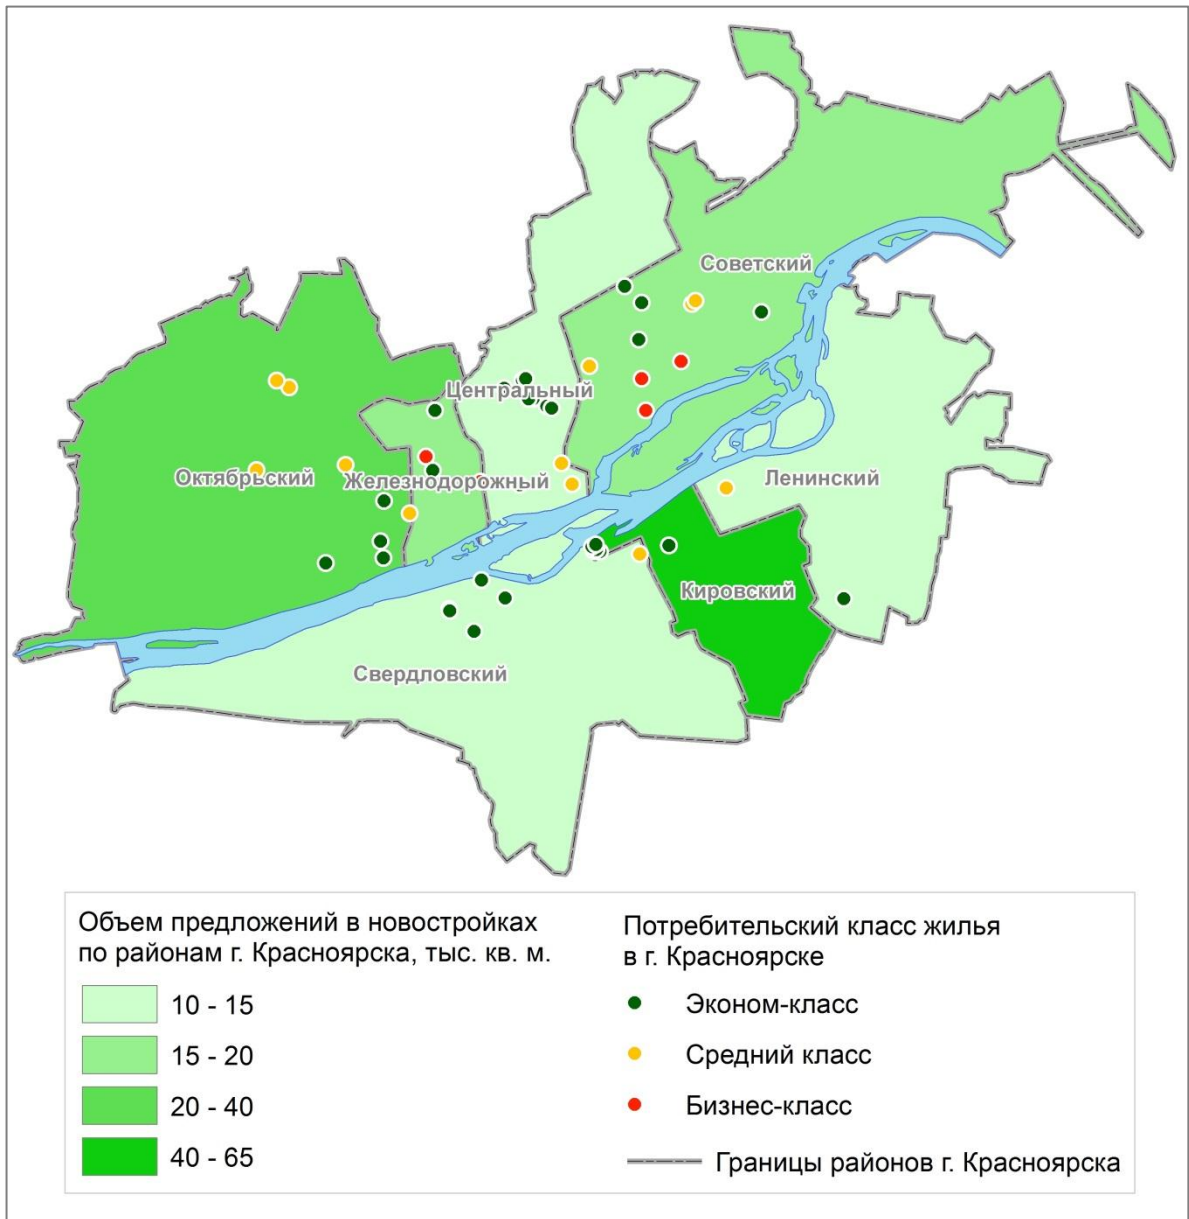 Советский
Центральный
Октябрьский
Железнодорожный
Ленинский
Кировский
Свердловский
Объем предложений в новостройках
по районам г. Красноярска, тыс. кв. м.
10 - 15
15 - 20
20 - 40
40 - 65
Потребительский класс жилья
в г. Красноярске
Эконом-класс
Средний класс
Бизнес-класс
Границы районов г. Красноярска